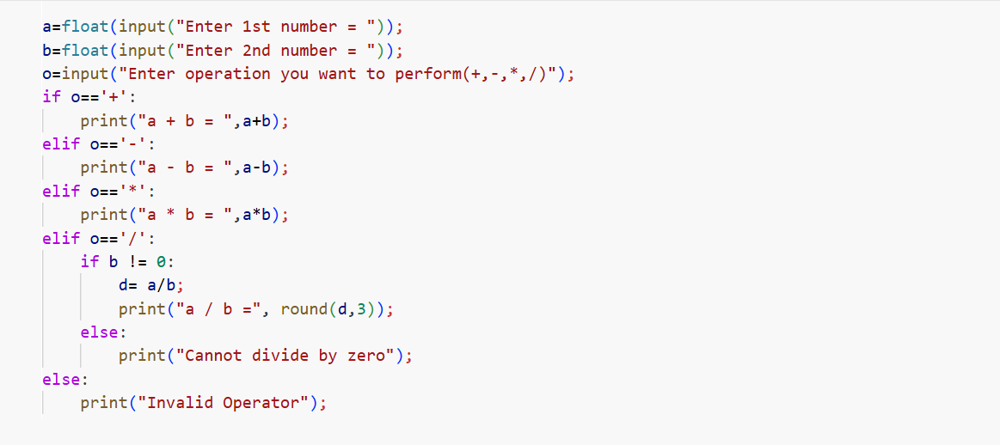 a=float(input("Enter 1st number = "));
b=float(input("Enter 2nd number = "));
o=input("Enter operation you want to perform(+,-,*,/)");
if o=='+':
    print("a + b = ",a+b);
elif o=='-':
    print("a - b = ",a-b);
elif o=='*':
    print("a * b = ",a*b);
elif o=='/':
    if b != 0:
        d= a/b;
        print("a / b =", round(d,3));
    else:
        print("Cannot divide by zero");
else:
    print("Invalid Operator");